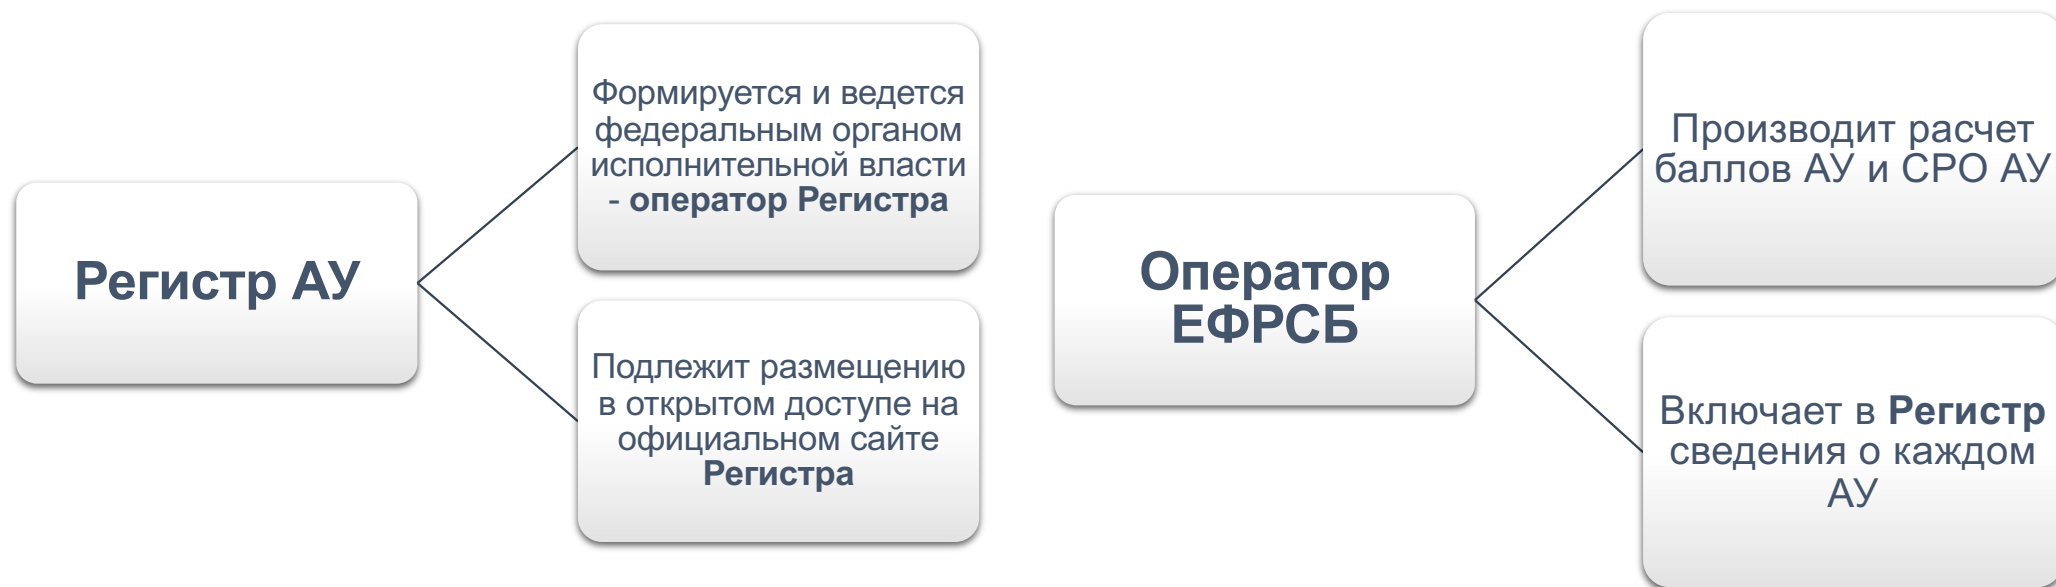 Регистр АУ
Формируется и ведется
федеральным органом
исполнительной власти
- оператор Регистра
Подлежит размещению
в открытом доступе на
официальном сайте
Регистра
Оператор
ЕФРСБ
Производит расчет
баллов АУ и СРО АУ
Включает в Регистр
сведения о каждом
АУ